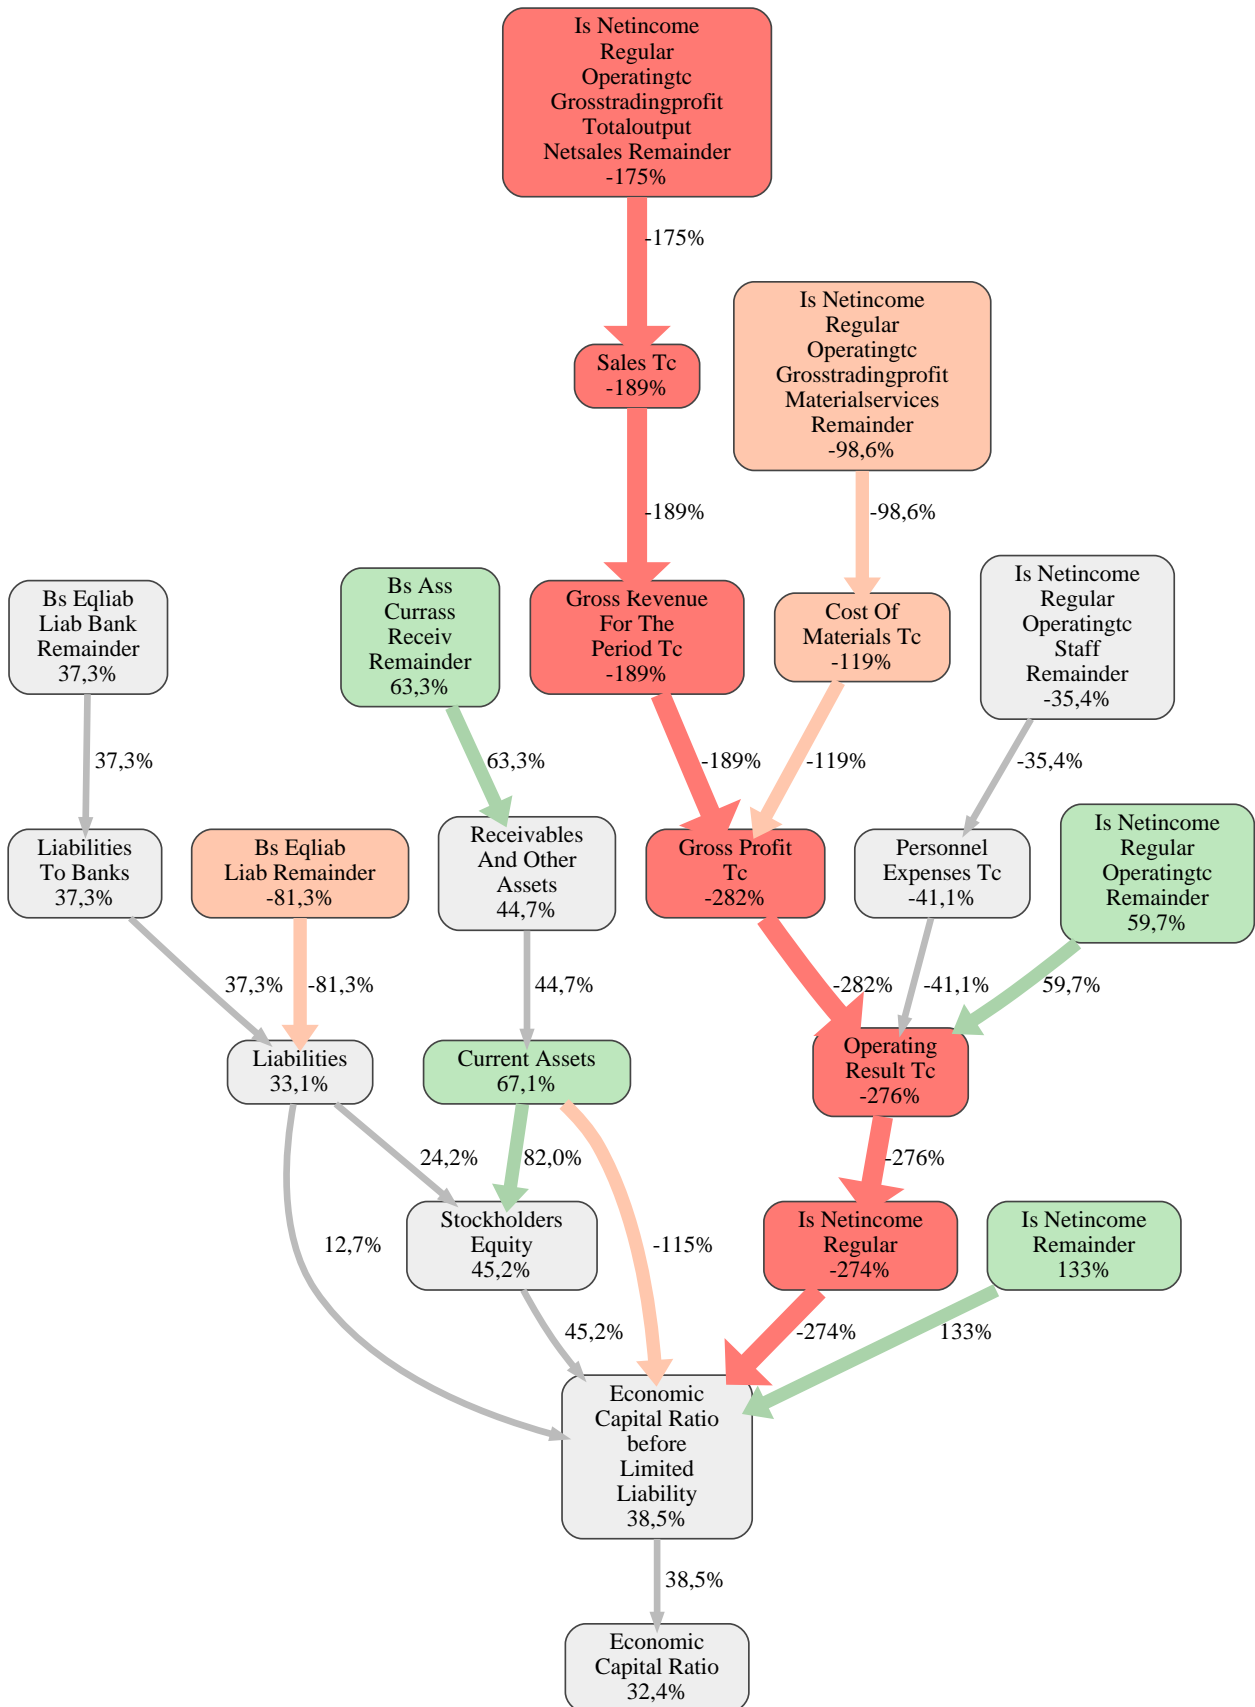 Is Netincome
Regular
Operatingtc
Grosstradingprofit
Totaloutput
Netsales Remainder
-175%
-175%
Is Netincome
Regular
Operatingtc
Grosstradingprofit
Materialservices
Remainder
-98,6%
Sales Tc
-189%
-189%
-98,6%
Bs Eqliab
Liab Bank
Remainder
37,3%
Bs Ass
Currass
Receiv
Remainder
63,3%
Gross Revenue
For The
Period Tc
-189%
Cost Of
Materials Tc
-119%
Is Netincome
Regular
Operatingtc
Staff
Remainder
-35,4%
37,3%
63,3%
-189%
-119%
-35,4%
Liabilities
To Banks
37,3%
Bs Eqliab
Liab Remainder
-81,3%
Receivables
And Other
Assets
44,7%
Gross Profit
Tc
-282%
Personnel
Expenses Tc
-41,1%
Is Netincome
Regular
Operatingtc
Remainder
59,7%
37,3%
-81,3%
44,7%
-282%
-41,1%
59,7%
Liabilities
33,1%
Current Assets
67,1%
Operating
Result Tc
-276%
24,2%
82,0%
-276%
12,7%
Stockholders
Equity
45,2%
-115%
Is Netincome
Regular
-274%
Is Netincome
Remainder
133%
45,2%
-274%
133%
Economic
Capital Ratio
before
Limited
Liability
38,5%
38,5%
Economic
Capital Ratio
32,4%